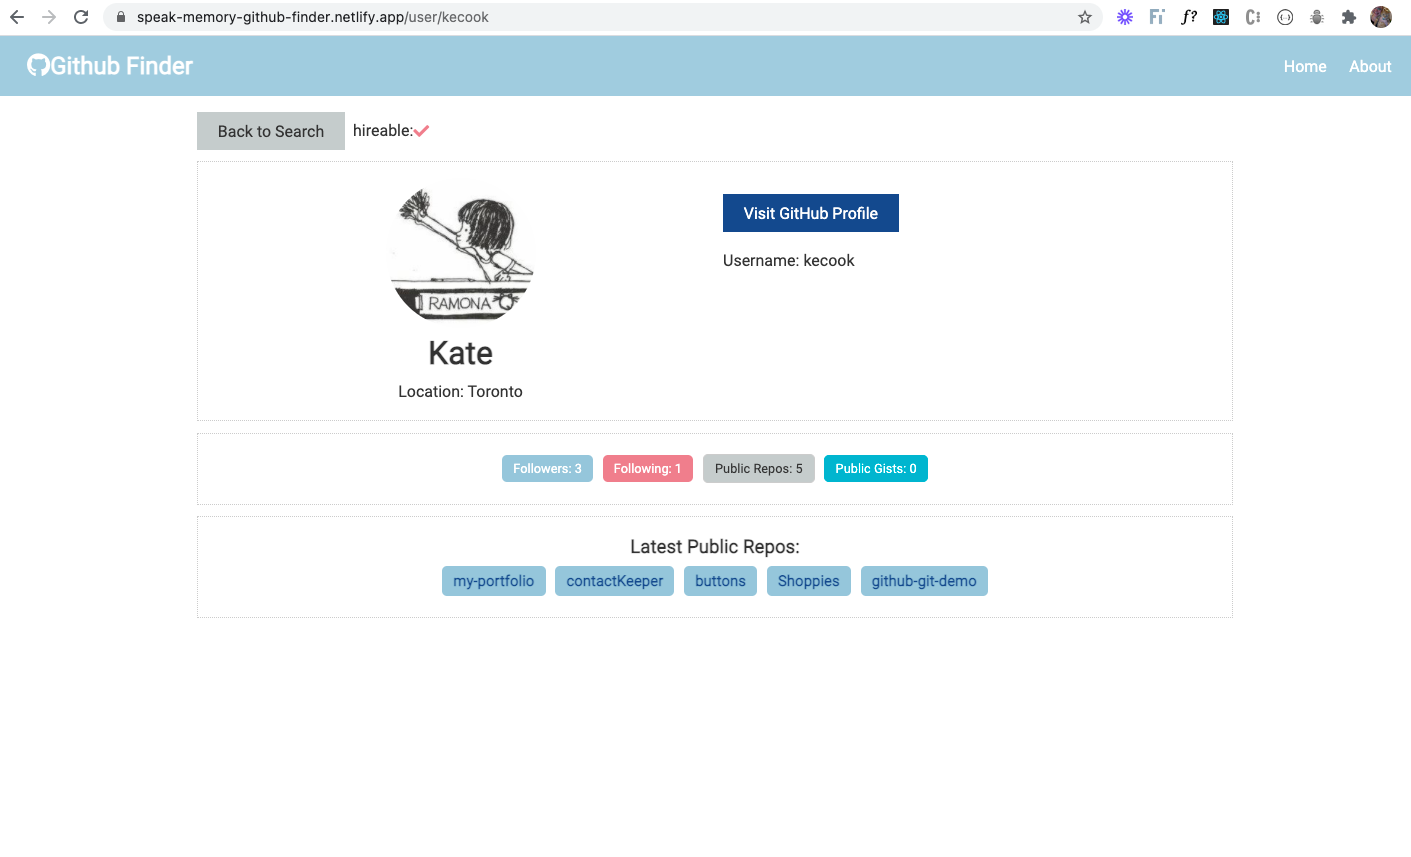 speak-memory-github-finder.netlify.app/user/kecook
Github Finder
Home About
Back to Search hireable:
RAMONA
Kate
Location: Toronto
Visit GitHub Profile
Username: kecook
Followers: 3 Following: 1 Public Repos: 5 Public Gists: 0
Latest Public Repos:
my-portfolio contactKeeper buttons Shoppies github-git-demo